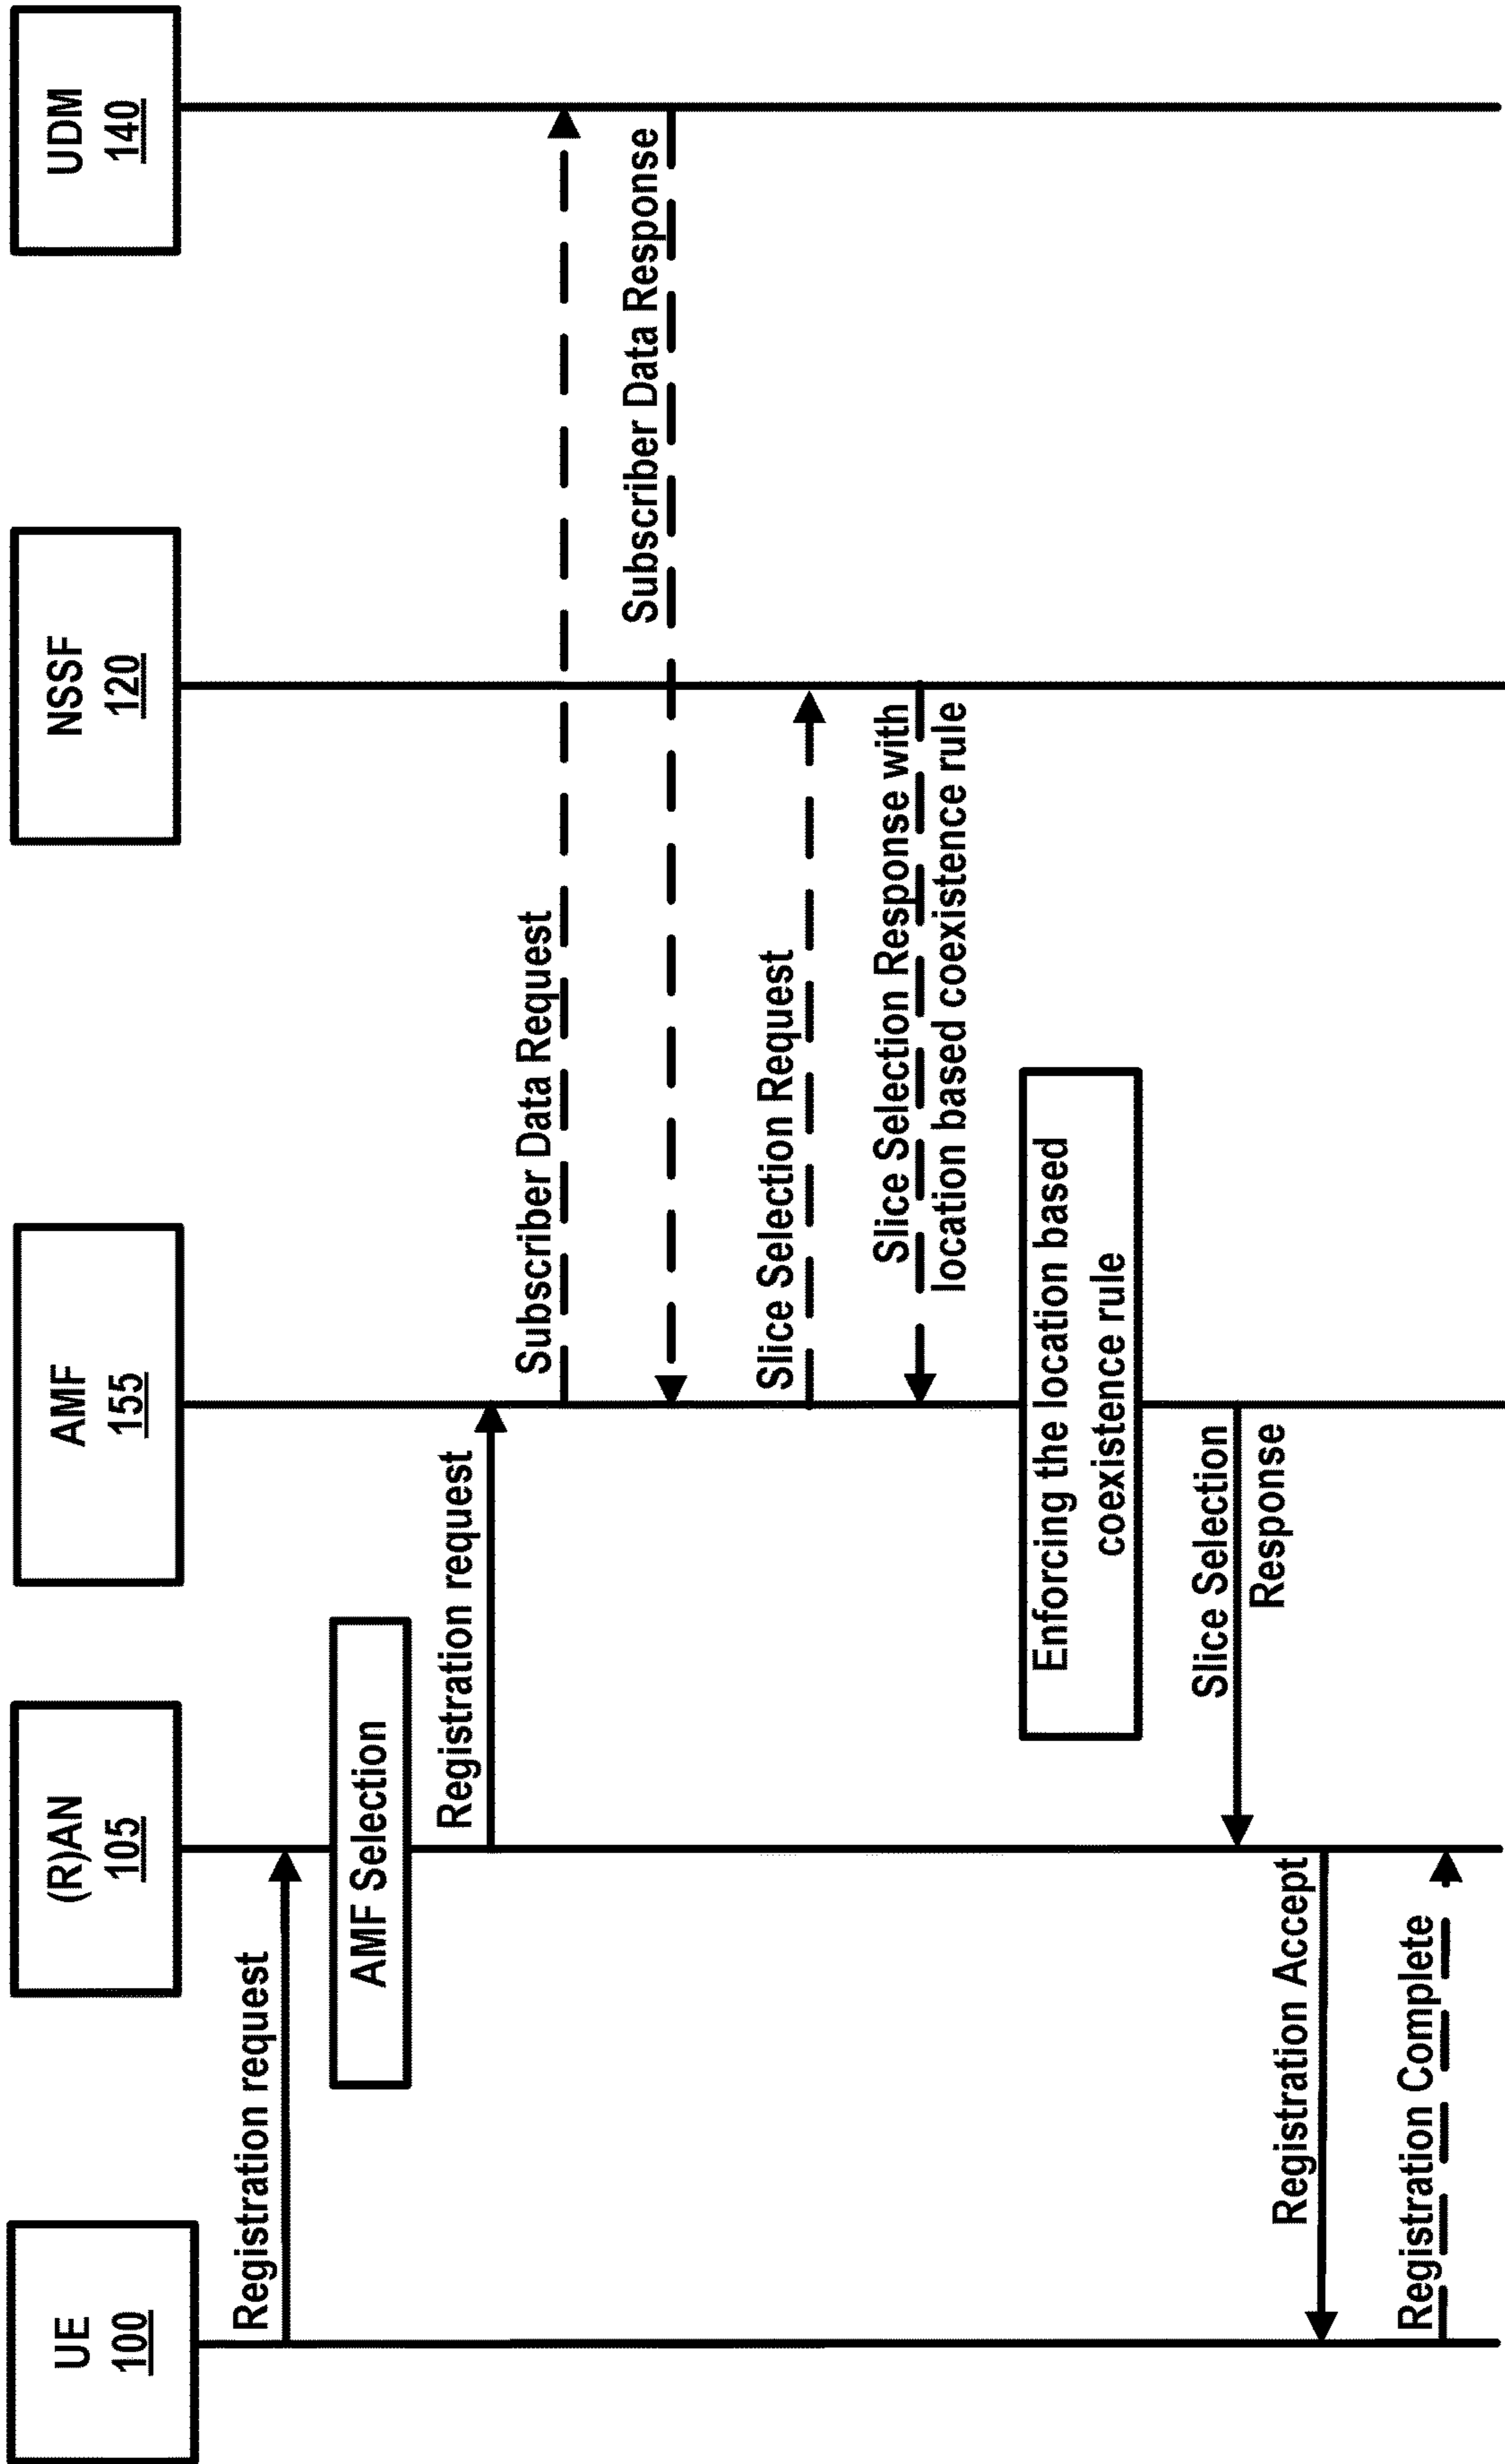 UE
100
(R)AN
105
AMF
155
NSSF
120
UDM
140
Registration request
AMF Selection
Registration request
Subscriber Data Request
Subscriber Data Response
Slice Selection Request
Slice Selection Response with
location based coexistence rule
Enforcing the location based
coexistence rule
Slice Selection
Response
Registration Accept
Registration Complete